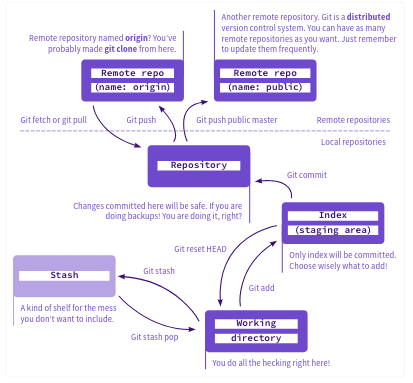 Another remote repository. Git is a distributed
version control system. You can have as many
remote repositories as you want. Just remember
to update them frequently.
Remote repository named origin? You've
probably made git clone from here.
Remote repo
(name: origin)
Remote repo
(name: public)
Git fetch or git pull
Git push
Git push public master
Remote repositories
Local repositories
Repository
Git commit
Changes committed here will be safe. If you are
doing backups! You are doing it, right?
Index
(staging area)
Git reset HEAD
Only index will be committed.
Choose wisely what to add!
Stash
Git stash
Git add
A kind of shelf for the mess
you don't want to include.
Git stash pop
Working
directory
You do all the hecking right here!